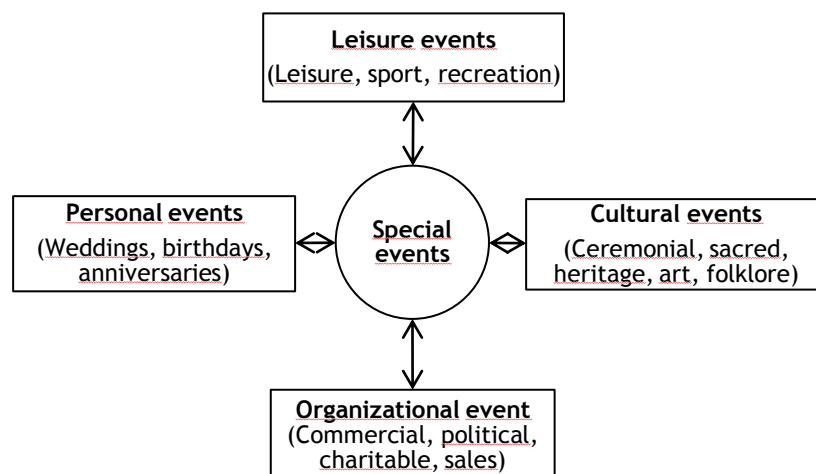 Leisure events
(Leisure, sport, recreation)
Personal events
(Weddings, birthdays,
anniversaries)
Special
events
Cultural events
(Ceremonial, sacred,
heritage, art, folklore)
Organizational event
(Commercial, political,
charitable, sales)